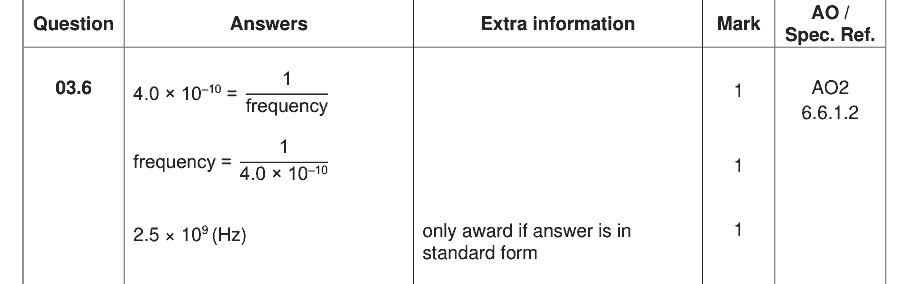 Question Answers Extra information Mark AO /
Spec. Ref.
03.6 4.0 × 10⁻¹⁰ = 1 / frequency 1 AO2
6.6.1.2
frequency = 1 / 4.0 × 10⁻¹⁰ 1
2.5 × 10⁹ (Hz) only award if answer is in 1
standard form